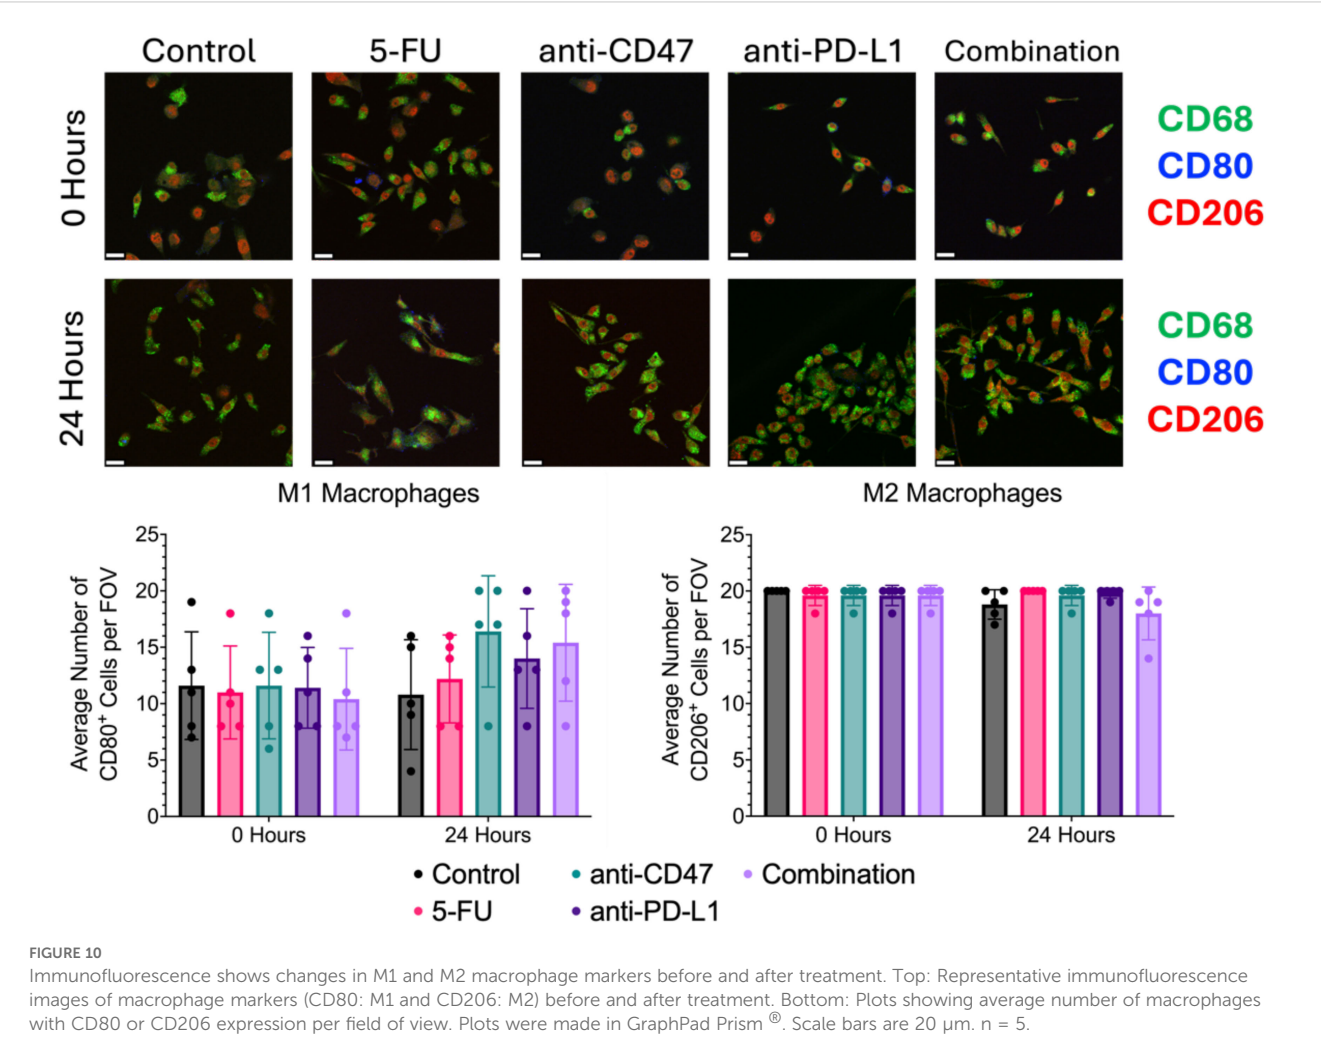 Control 5-FU anti-CD47 anti-PD-L1 Combination
0 Hours
CD68
CD80
CD206
24 Hours
CD68
CD80
CD206
M1 Macrophages
M2 Macrophages
Average Number of
CD80⁺ Cells per FOV
25
20
15
10
5
0
0 Hours 24 Hours
Average Number of
CD206⁺ Cells per FOV
25
20
15
10
5
0
0 Hours 24 Hours
• Control • anti-CD47 • Combination
• 5-FU • anti-PD-L1
FIGURE 10
Immunofluorescence shows changes in M1 and M2 macrophage markers before and after treatment. Top: Representative immunofluorescence
images of macrophage markers (CD80: M1 and CD206: M2) before and after treatment. Bottom: Plots showing average number of macrophages
with CD80 or CD206 expression per field of view. Plots were made in GraphPad Prism ®. Scale bars are 20 μm. n = 5.